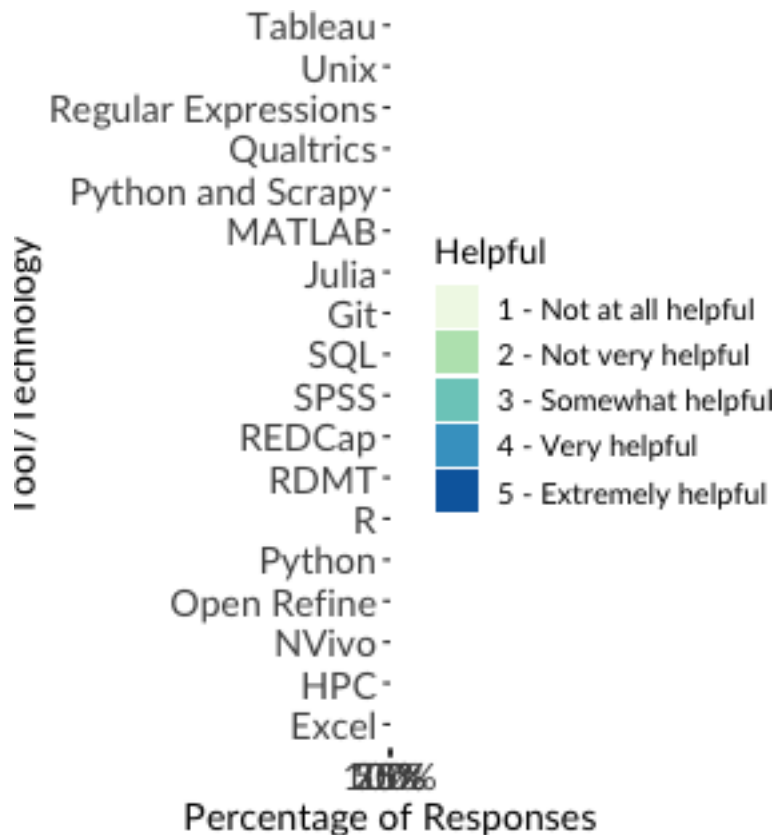 Tableau
Unix
Regular Expressions
Qualtrics
Python and Scrapy
MATLAB
Julia
Git
SQL
SPSS
REDCap
RDMT
R
Python
Open Refine
NVivo
HPC
Excel
Tool/Technology
Helpful
1 - Not at all helpful
2 - Not very helpful
3 - Somewhat helpful
4 - Very helpful
5 - Extremely helpful
Percentage of Responses